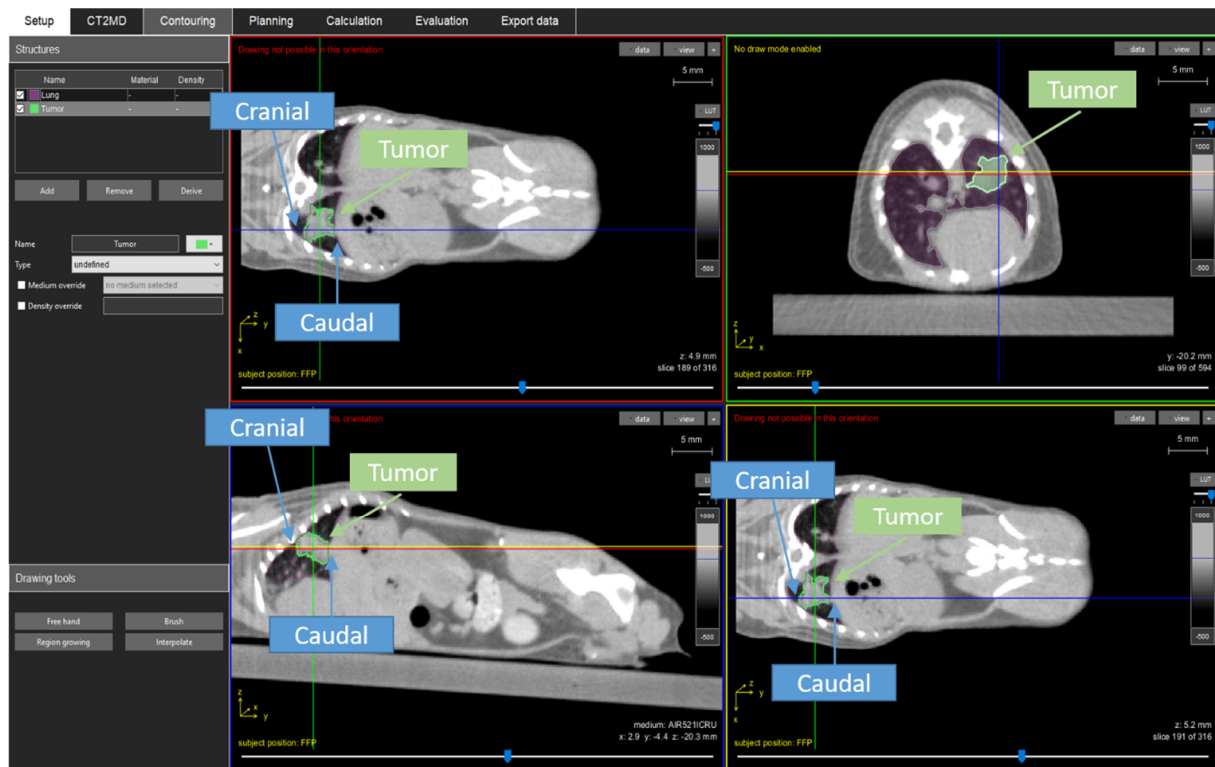 Setup CT2MD Contouring Planning Calculation Evaluation Export data
Structures
Name Material Density
Lung - -
Tumor - -
Add Remove Derive
Name Tumor
Type undefined
Medium override no medium selected
Density override
Drawing tools
Free hand Brush
Region growing Interpolate
Drawing not possible in this orientation
data view +
5 mm
LUT
1000
-500
Cranial
Tumor
Caudal
z
y
x
z: 4.9 mm
slice 189 of 316
subject position: FFP
No draw mode enabled
data view +
5 mm
LUT
1000
-500
Tumor
z
y
x
y: -20.2 mm
slice 99 of 594
subject position: FFP
Drawing not possible in this orientation
data view +
5 mm
1000
-500
Cranial
Tumor
Caudal
z
x
y
medium: AIR521ICRU
x: 2.9 y: -4.4 z: -20.3 mm
subject position: FFP
Drawing not possible in this orientation
data view +
5 mm
LUT
1000
-500
Cranial
Tumor
Caudal
z
y
x
z: 5.2 mm
slice 191 of 316
subject position: FFP